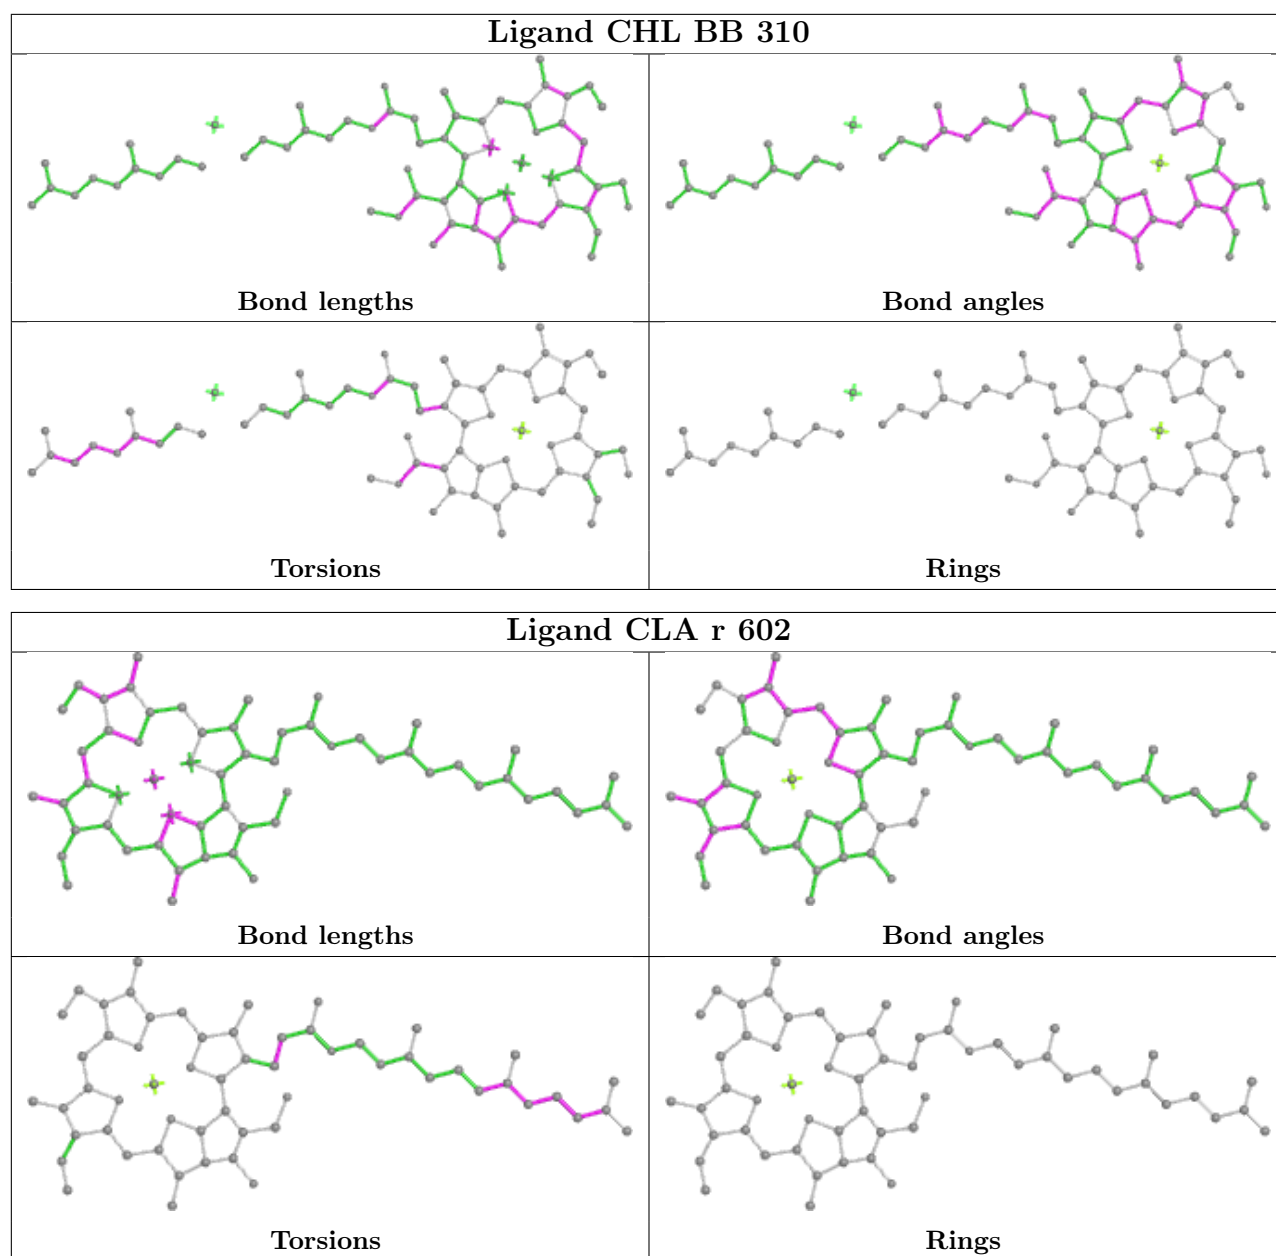 Ligand CHL BB 310
Bond lengths
Bond angles
Torsions
Rings
Ligand CLA r 602
Bond lengths
Bond angles
Torsions
Rings